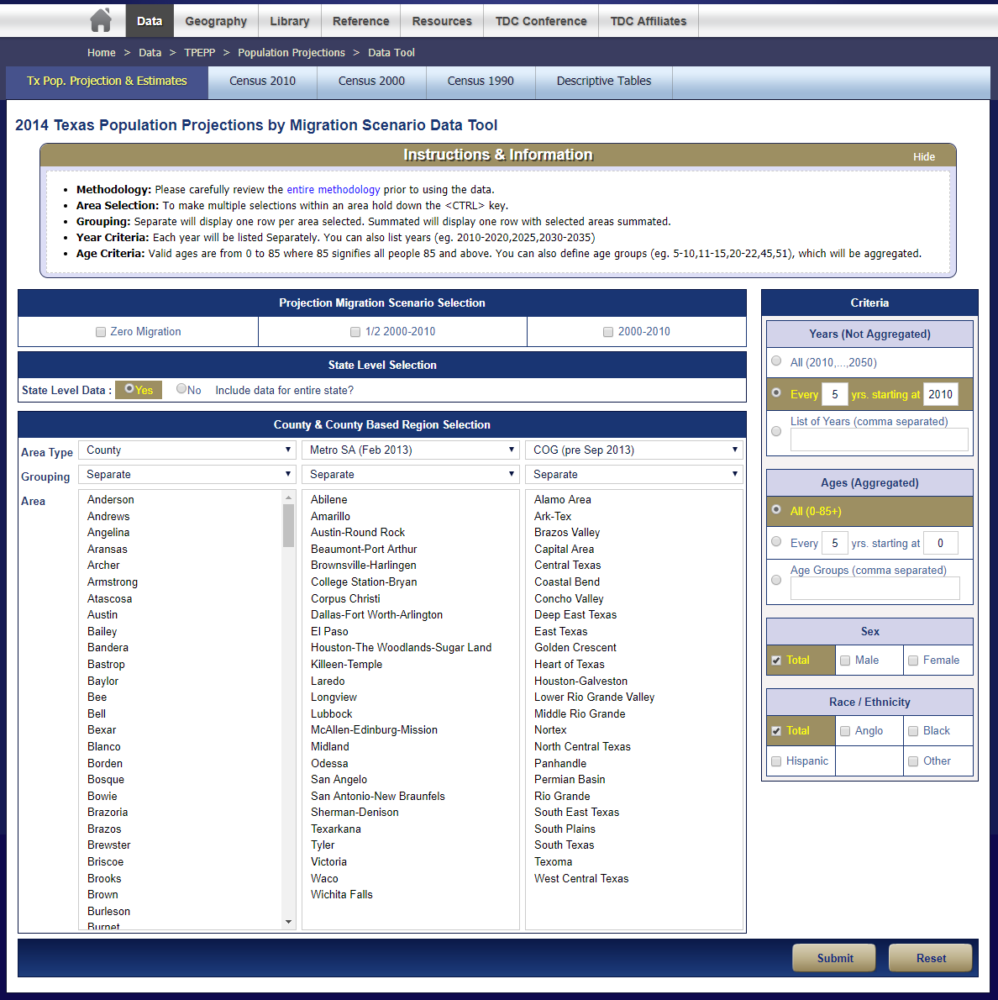 Data Geography Library Reference Resources TDC Conference TDC Affiliates
Home > Data > TPEPP > Population Projections > Data Tool
Tx Pop. Projection & Estimates Census 2010 Census 2000 Census 1990 Descriptive Tables
2014 Texas Population Projections by Migration Scenario Data Tool
Instructions & Information Hide
• Methodology: Please carefully review the entire methodology prior to using the data.
• Area Selection: To make multiple selections within an area hold down the <CTRL> key.
• Grouping: Separate will display one row per area selected. Summated will display one row with selected areas summated.
• Year Criteria: Each year will be listed Separately. You can also list years (eg. 2010-2020,2025,2030-2035)
• Age Criteria: Valid ages are from 0 to 85 where 85 signifies all people 85 and above. You can also define age groups (eg. 5-10,11-15,20-22,45,51), which will be aggregated.
Projection Migration Scenario Selection
Zero Migration 1/2 2000-2010 2000-2010
State Level Selection
State Level Data : Yes No Include data for entire state?
County & County Based Region Selection
Area Type County Metro SA (Feb 2013) COG (pre Sep 2013)
Grouping Separate Separate Separate
Area
Anderson
Andrews
Angelina
Aransas
Archer
Armstrong
Atascosa
Austin
Bailey
Bandera
Bastrop
Baylor
Bee
Bell
Bexar
Blanco
Borden
Bosque
Bowie
Brazoria
Brazos
Brewster
Briscoe
Brooks
Brown
Burleson
Burnet
Abilene
Amarillo
Austin-Round Rock
Beaumont-Port Arthur
Brownsville-Harlingen
College Station-Bryan
Corpus Christi
Dallas-Fort Worth-Arlington
El Paso
Houston-The Woodlands-Sugar Land
Killeen-Temple
Laredo
Longview
Lubbock
McAllen-Edinburg-Mission
Midland
Odessa
San Angelo
San Antonio-New Braunfels
Sherman-Denison
Texarkana
Tyler
Victoria
Waco
Wichita Falls
Alamo Area
Ark-Tex
Brazos Valley
Capital Area
Central Texas
Coastal Bend
Concho Valley
Deep East Texas
East Texas
Golden Crescent
Heart of Texas
Houston-Galveston
Lower Rio Grande Valley
Middle Rio Grande
Nortex
North Central Texas
Panhandle
Permian Basin
Rio Grande
South East Texas
South Plains
South Texas
Texoma
West Central Texas
Criteria
Years (Not Aggregated)
All (2010,...,2050)
Every 5 yrs. starting at 2010
List of Years (comma separated)
Ages (Aggregated)
All (0-85+)
Every 5 yrs. starting at 0
Age Groups (comma separated)
Sex
Total Male Female
Race / Ethnicity
Total Anglo Black
Hispanic Other
Submit Reset